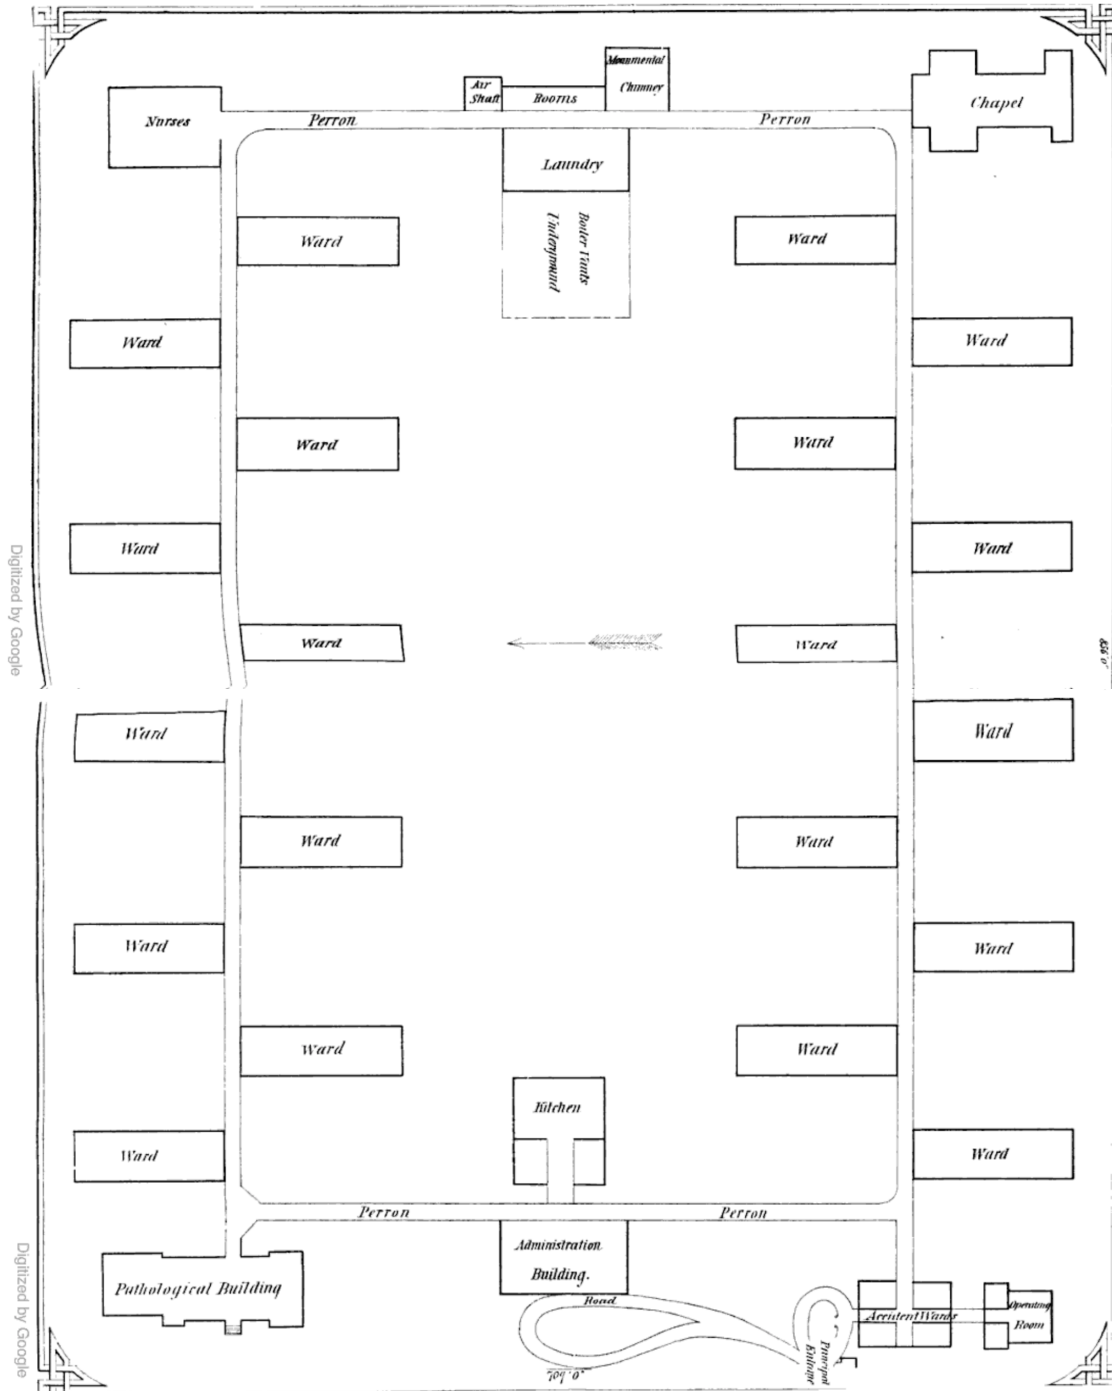 Monumental
Chimney
Air
Shaft
Rooms
Chapel
Nurses
Perron
Perron
Laundry
Boiler Vaults
Underground
Ward
Ward
Ward
Ward
Ward
Ward
Ward
Ward
Ward
Ward
856'0"
Ward
Ward
Ward
Ward
Ward
Ward
Ward
Ward
Kitchen
Ward
Ward
Perron
Perron
Administration
Building.
Pathological Building
Road
Accident Wards
Operating
Room
Principal
Entrance
Digitized by Google
Digitized by Google